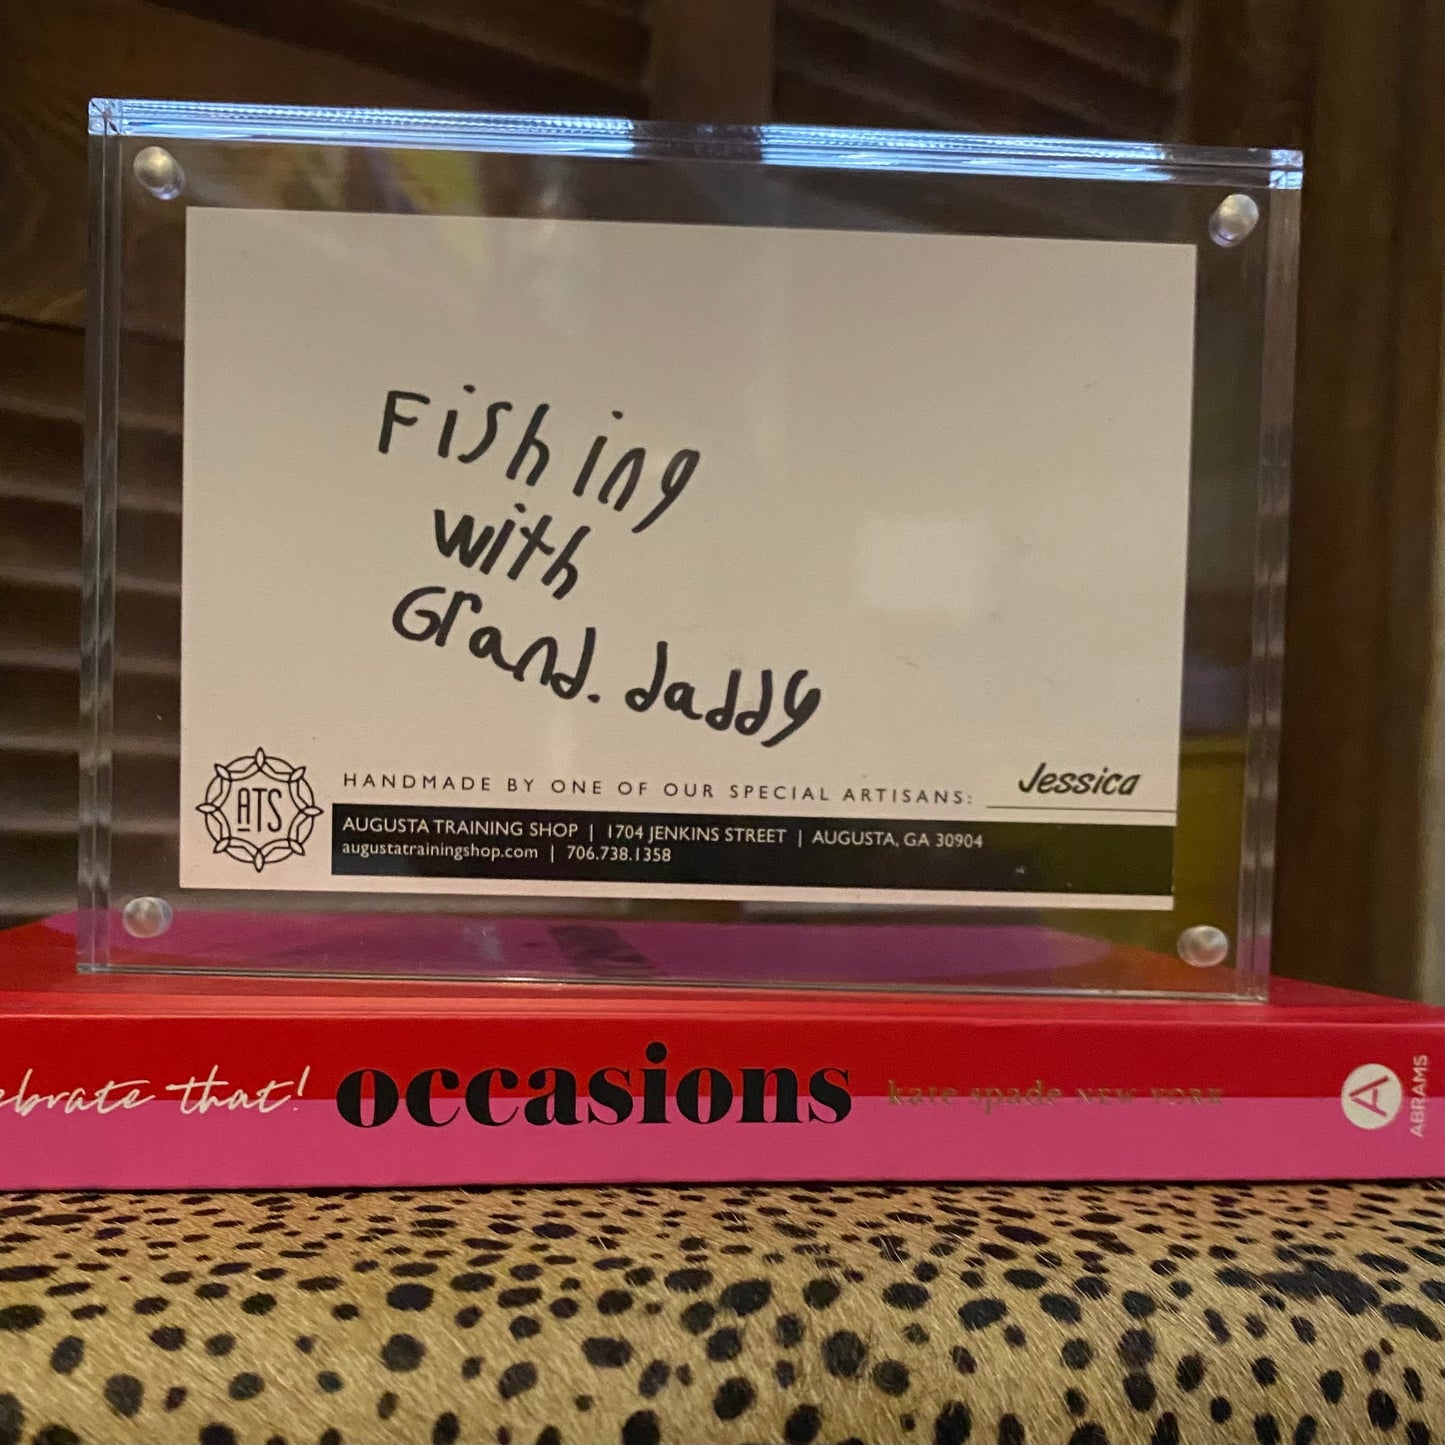 Fishing
with
Grand. daddy
ATS
HANDMADE BY ONE OF OUR SPECIAL ARTISANS: Jessica
AUGUSTA TRAINING SHOP | 1704 JENKINS STREET | AUGUSTA, GA 30904
augustatrainingshop.com | 706.738.1358
ebrate that! occasions kate spade NEW YORK A ABRAMS